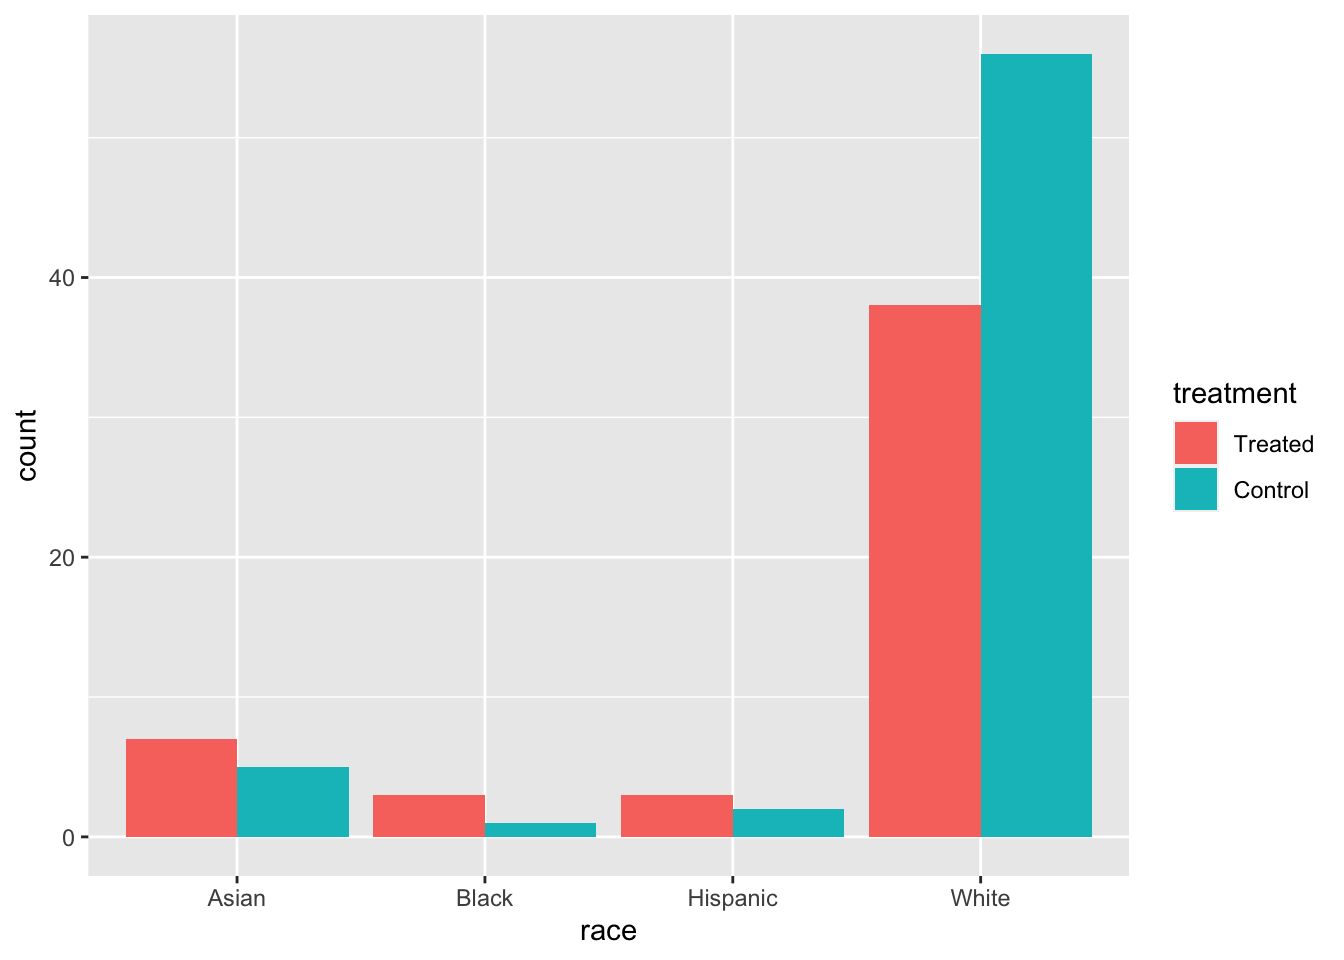 count
40
20
0
Asian
Black
Hispanic
White
race
treatment
Treated
Control